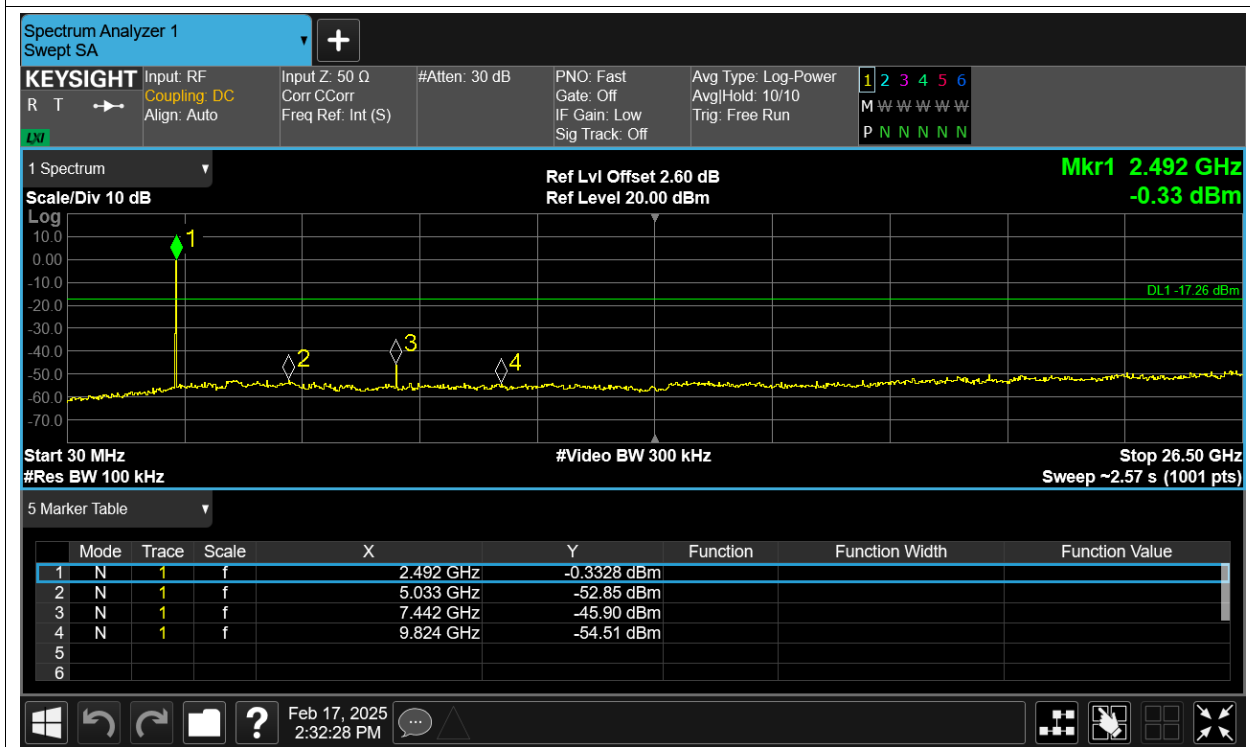 Spectrum Analyzer 1
Swept SA
KEYSIGHT
R T
LXI
Input: RF
Coupling: DC
Align: Auto
Input Z: 50 Ω
Corr CCorr
Freq Ref: Int (S)
#Atten: 30 dB
PNO: Fast
Gate: Off
IF Gain: Low
Sig Track: Off
Avg Type: Log-Power
Avg|Hold: 10/10
Trig: Free Run
1 2 3 4 5 6
M W W W W W
P N N N N N
1 Spectrum
Scale/Div 10 dB
Ref Lvl Offset 2.60 dB
Ref Level 20.00 dBm
Mkr1 2.492 GHz
-0.33 dBm
Log
10.0
0.00
-10.0
-20.0
-30.0
-40.0
-50.0
-60.0
-70.0
1
2
3
4
DL1 -17.26 dBm
Start 30 MHz
#Res BW 100 kHz
#Video BW 300 kHz
Stop 26.50 GHz
Sweep ~2.57 s (1001 pts)
5 Marker Table
Mode Trace Scale X Y Function Function Width Function Value
1 N 1 f 2.492 GHz -0.3328 dBm
2 N 1 f 5.033 GHz -52.85 dBm
3 N 1 f 7.442 GHz -45.90 dBm
4 N 1 f 9.824 GHz -54.51 dBm
5
6
?
Feb 17, 2025
2:32:28 PM